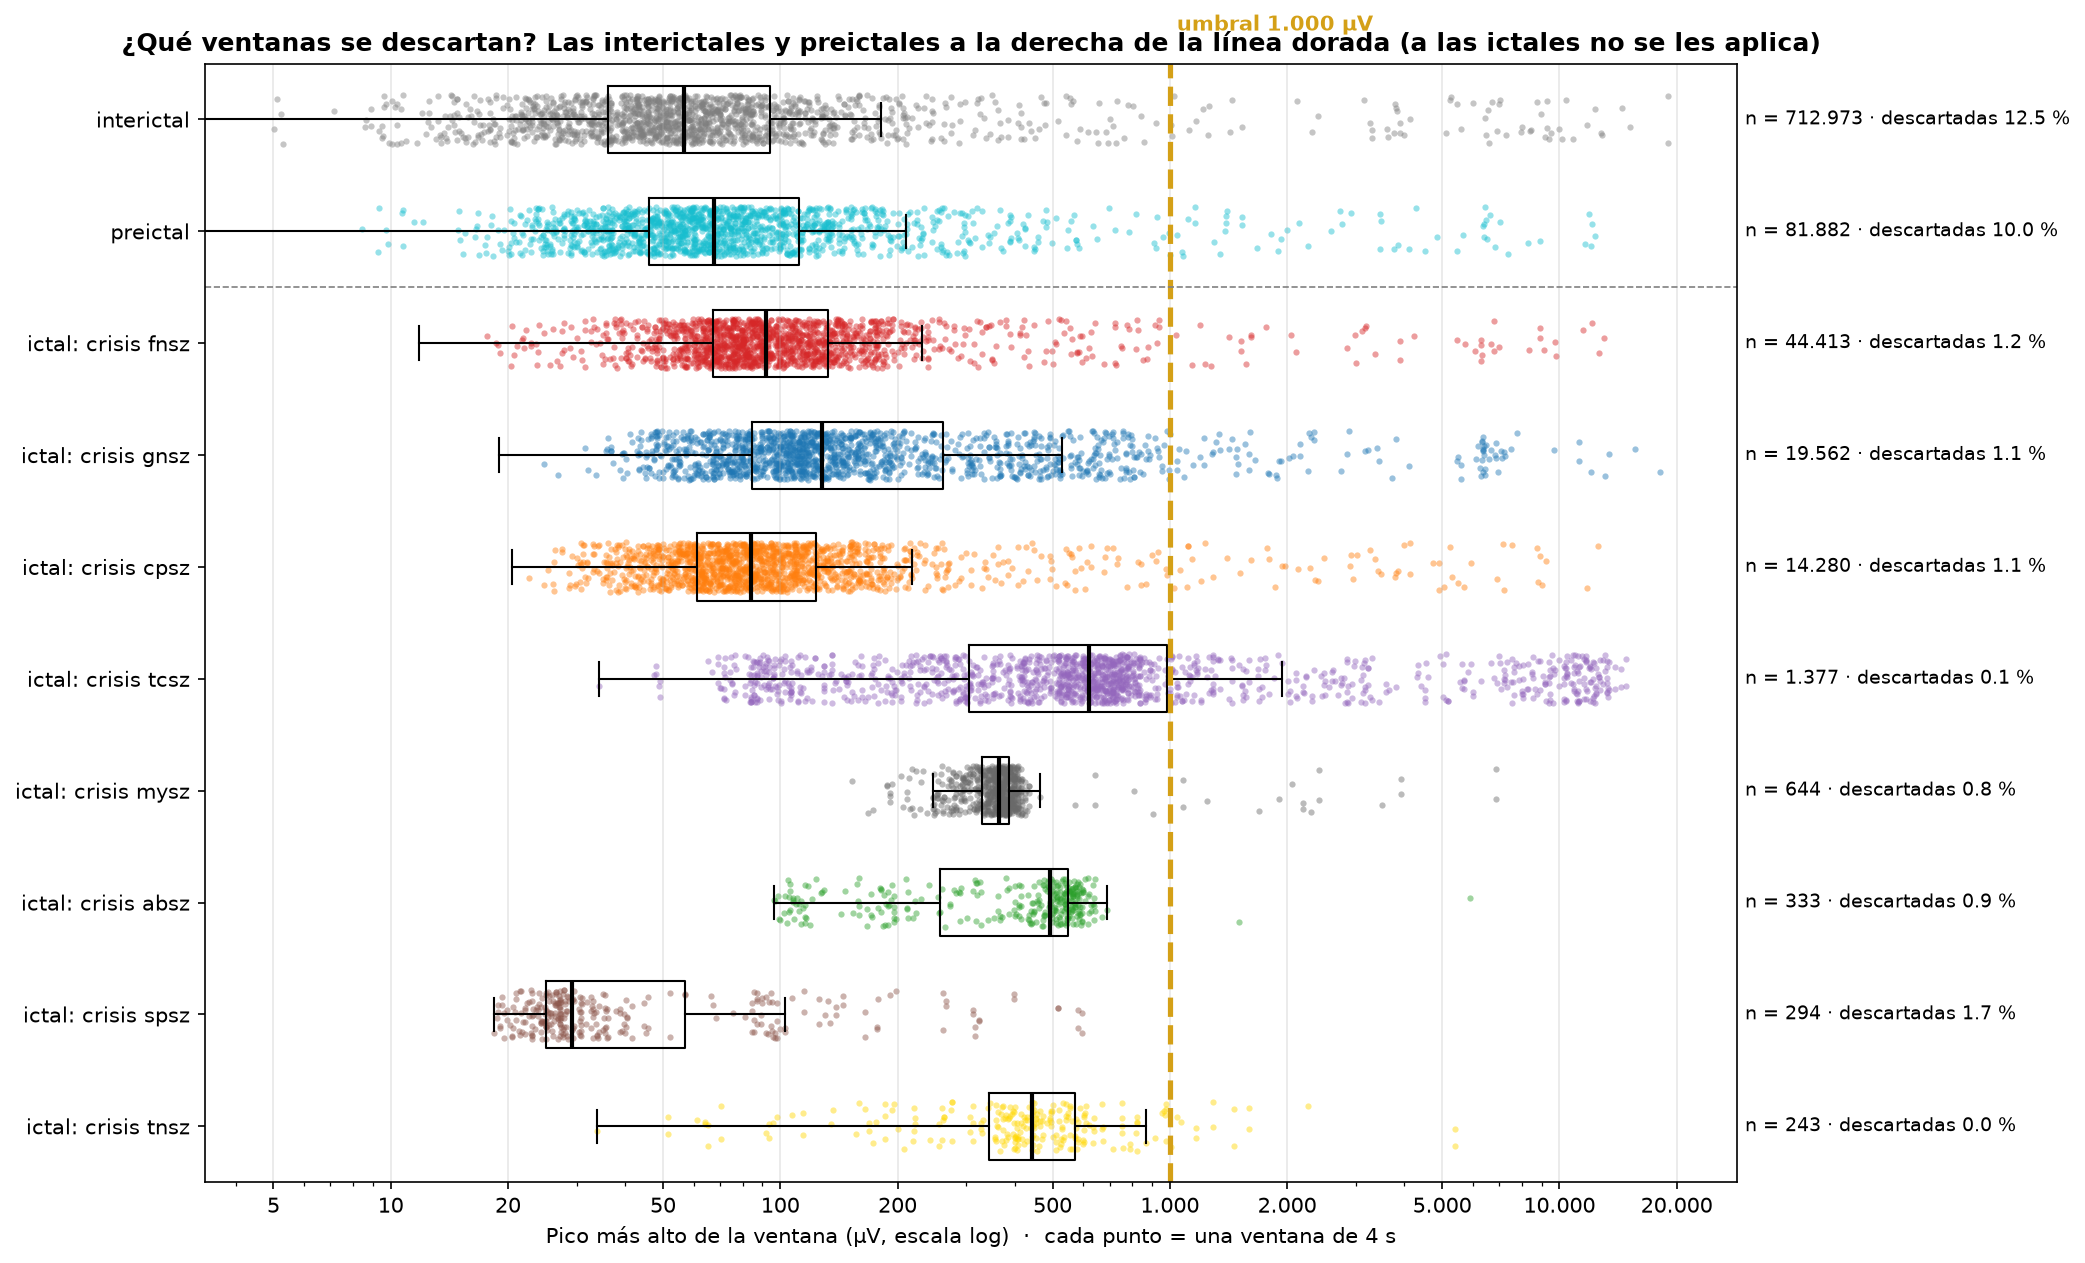 umbral 1.000 µV
¿Qué ventanas se descartan? Las interictales y preictales a la derecha de la línea dorada (a las ictales no se les aplica)
interictal
n = 712.973 · descartadas 12.5 %
preictal
n = 81.882 · descartadas 10.0 %
ictal: crisis fnsz
n = 44.413 · descartadas 1.2 %
ictal: crisis gnsz
n = 19.562 · descartadas 1.1 %
ictal: crisis cpsz
n = 14.280 · descartadas 1.1 %
ictal: crisis tcsz
n = 1.377 · descartadas 0.1 %
ictal: crisis mysz
n = 644 · descartadas 0.8 %
ictal: crisis absz
n = 333 · descartadas 0.9 %
ictal: crisis spsz
n = 294 · descartadas 1.7 %
ictal: crisis tnsz
n = 243 · descartadas 0.0 %
5 10 20 50 100 200 500 1.000 2.000 5.000 10.000 20.000
Pico más alto de la ventana (µV, escala log) · cada punto = una ventana de 4 s